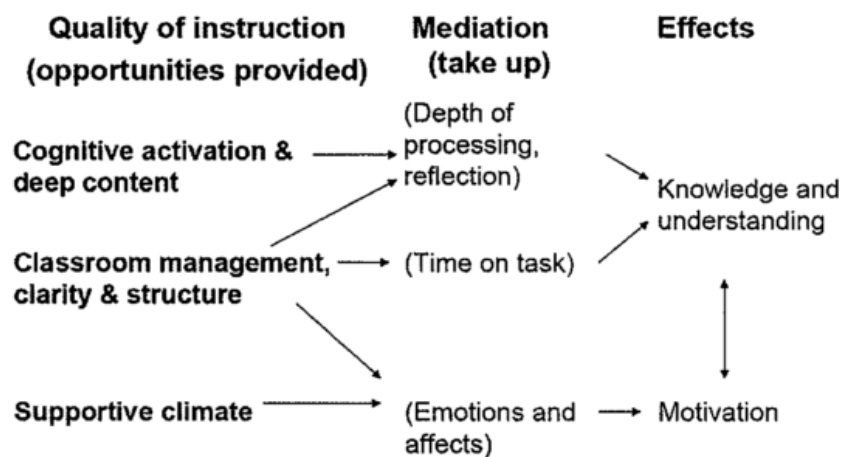 Quality of instruction
(opportunities provided)
Mediation
(take up)
Effects
Cognitive activation &
deep content
(Depth of
processing,
reflection)
Knowledge and
understanding
Classroom management,
clarity & structure
(Time on task)
Supportive climate
(Emotions and
affects)
Motivation